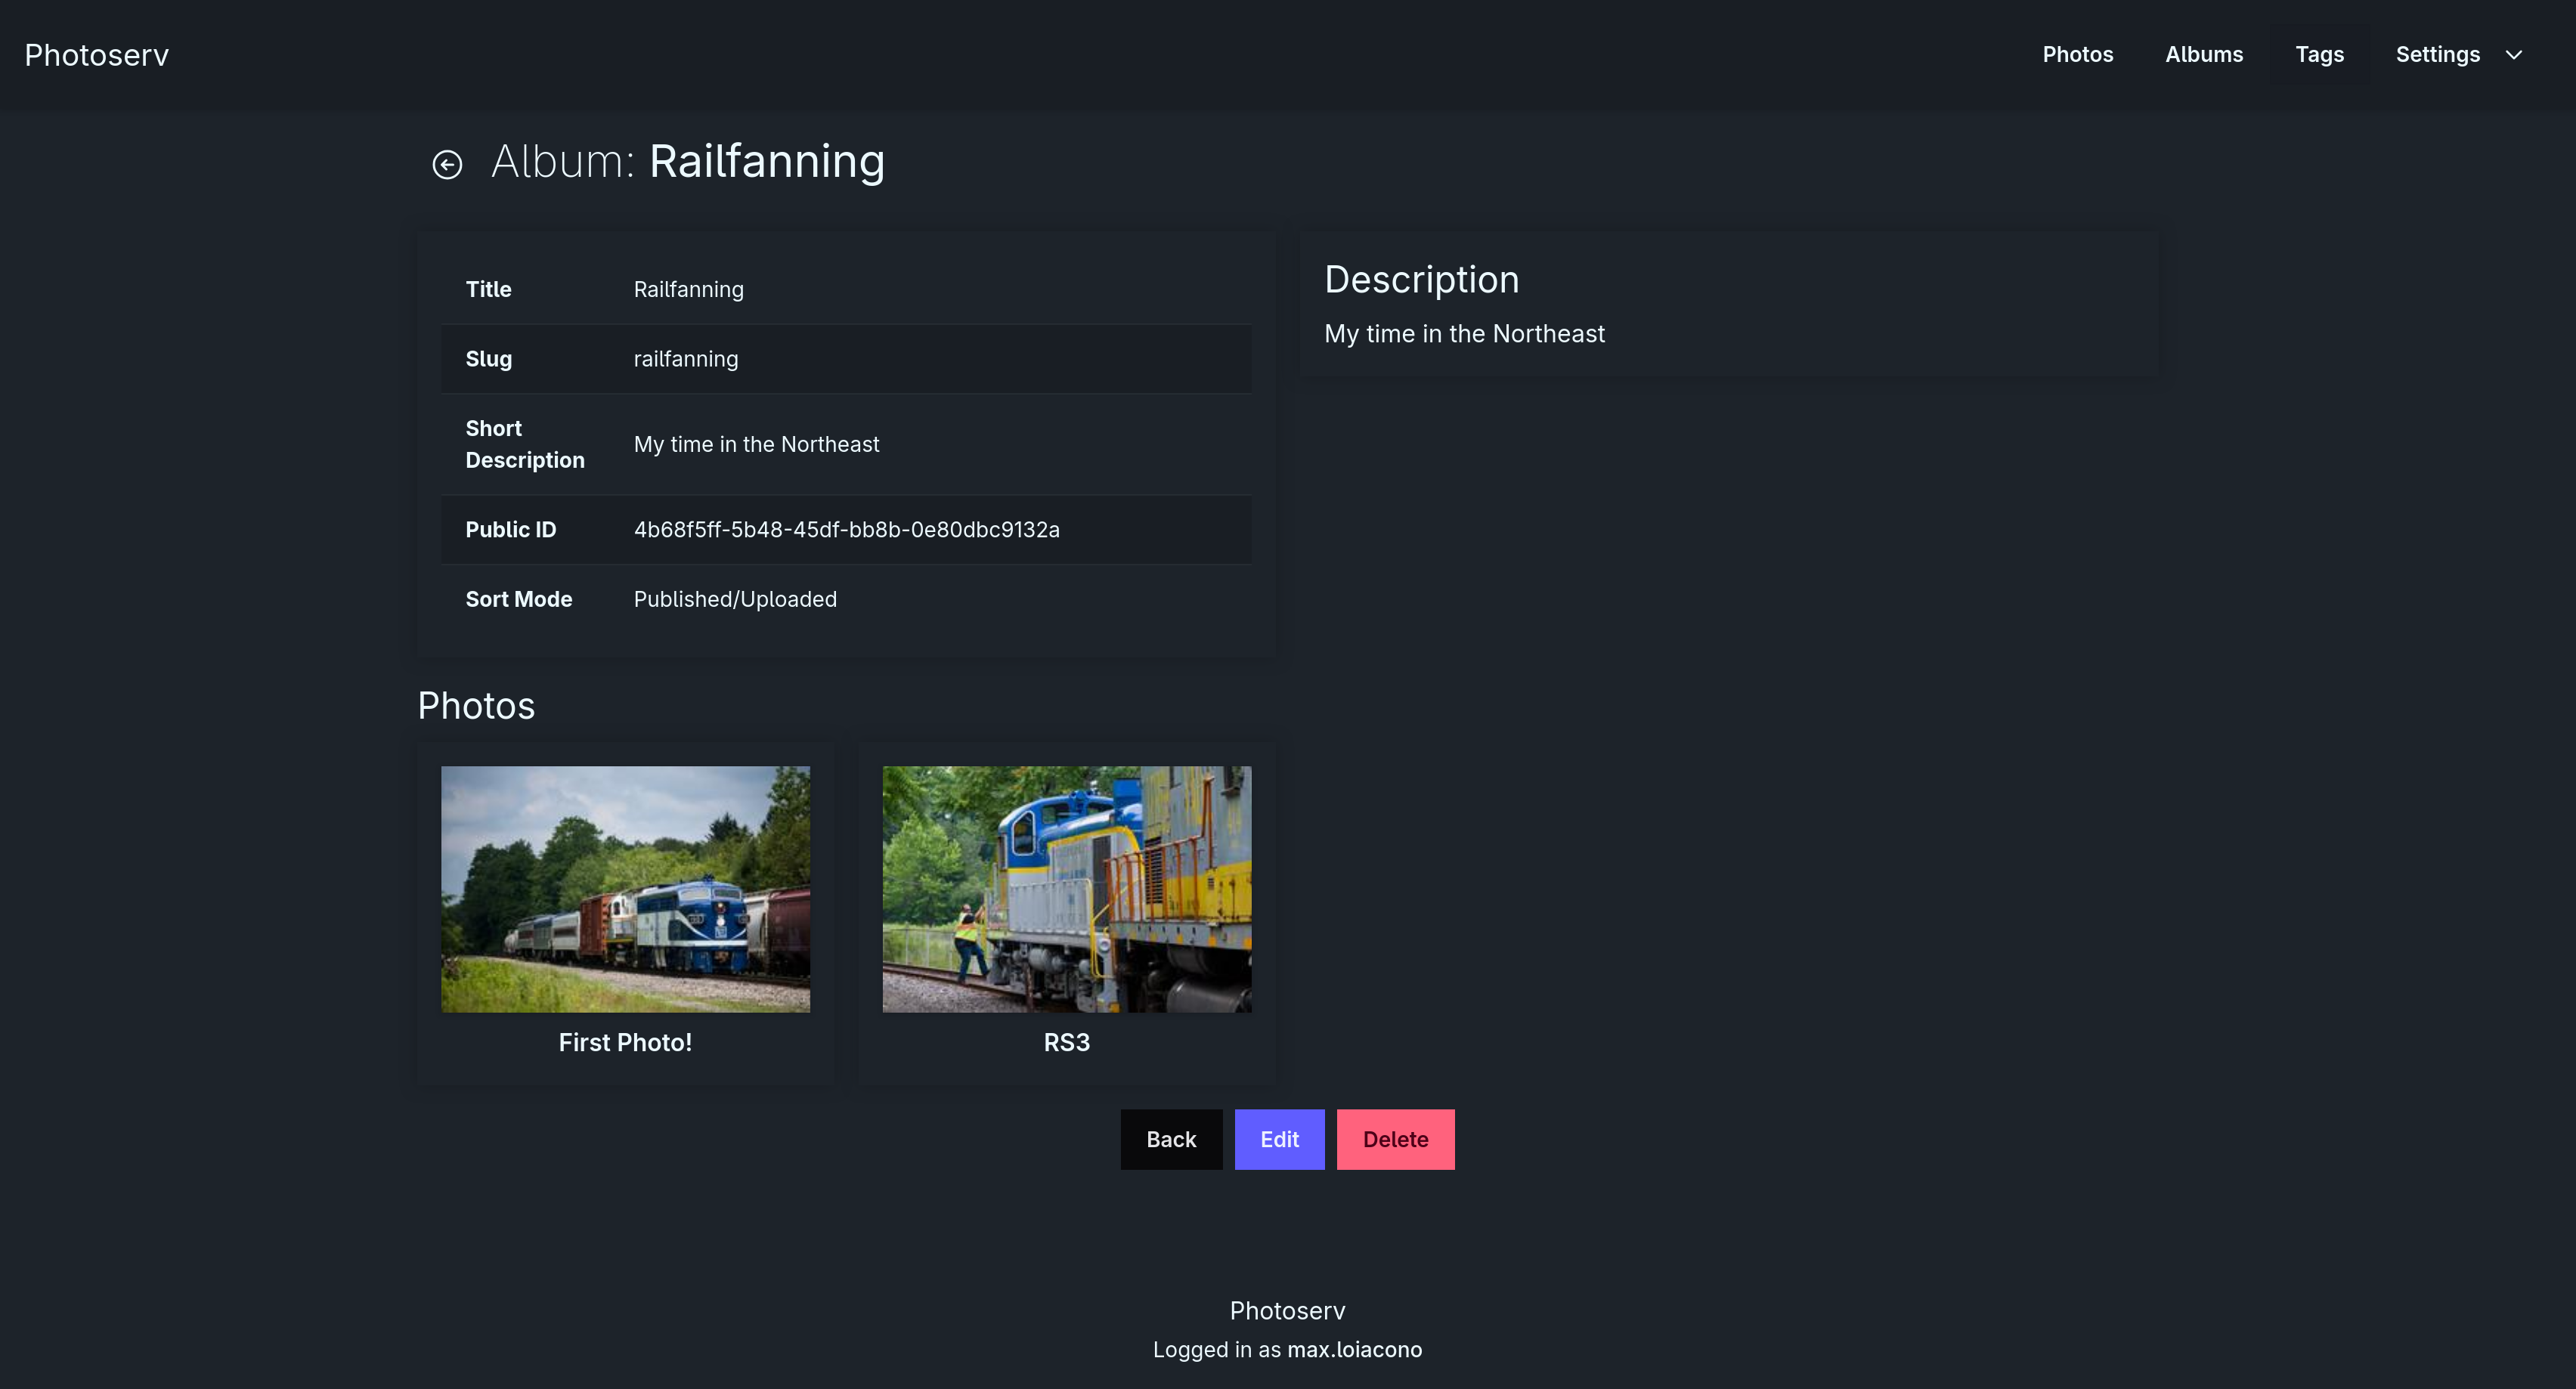 Photoserv
Photos
Albums
Tags
Settings
Album: Railfanning
Title
Railfanning
Slug
railfanning
Short
Description
My time in the Northeast
Public ID
4b68f5ff-5b48-45df-bb8b-0e80dbc9132a
Sort Mode
Published/Uploaded
Description
My time in the Northeast
Photos
First Photo!
RS3
Back
Edit
Delete
Photoserv
Logged in as max.loiacono